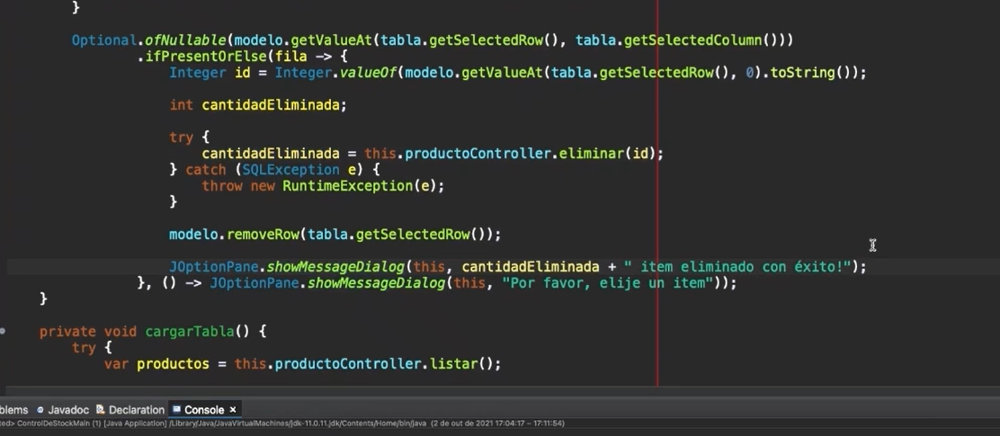 }
Optional.ofNullable(modelo.getValueAt(tabla.getSelectedRow(), tabla.getSelectedColumn()))
.ifPresentOrElse(fila -> {
Integer id = Integer.valueOf(modelo.getValueAt(tabla.getSelectedRow(), 0).toString());
int cantidadEliminada;
try {
cantidadEliminada = this.productoController.eliminar(id);
} catch (SQLException e) {
throw new RuntimeException(e);
}
modelo.removeRow(tabla.getSelectedRow());
JOptionPane.showMessageDialog(this, cantidadEliminada + " item eliminado con éxito!");
}, () -> JOptionPane.showMessageDialog(this, "Por favor, elije un item"));
}
private void cargarTabla() {
try {
var productos = this.productoController.listar();
blems Javadoc Declaration Console
ted> ControlDeStockMain (1) [Java Application] /Library/Java/JavaVirtualMachines/jdk-11.0.11.jdk/Contents/Home/bin/java (2 de out de 2021 17:04:17 – 17:11:54)